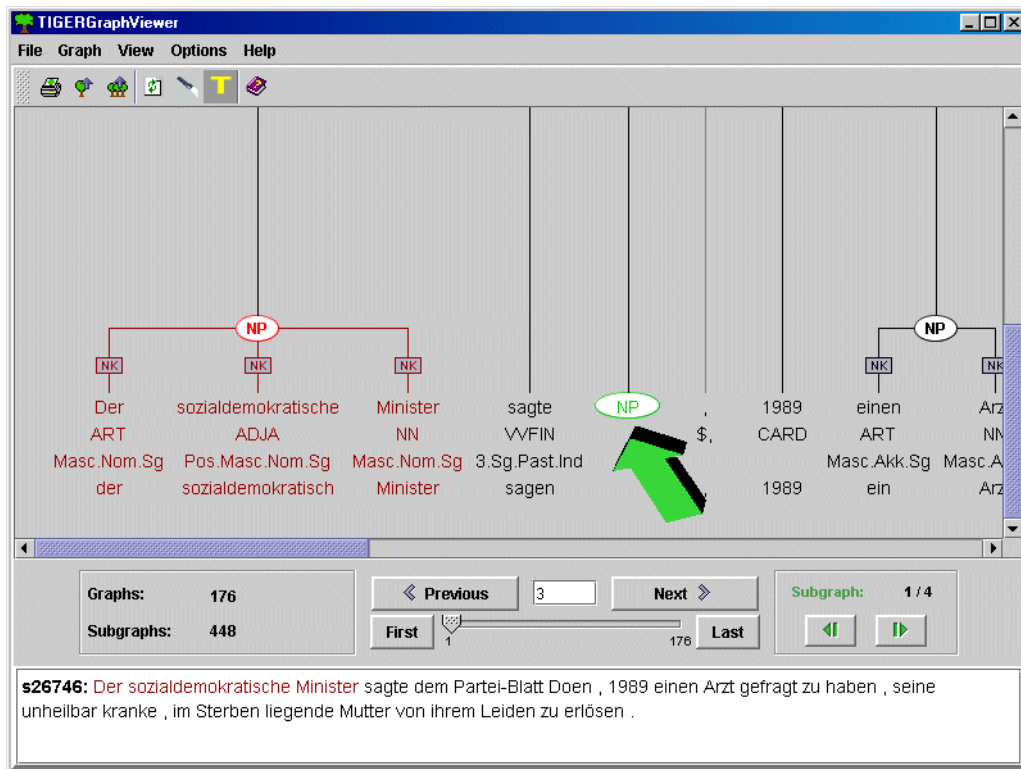 TIGERGraphViewer
File Graph View Options Help
T
NP NP
NK NK NK NK NK
Der sozialdemokratische Minister sagte NP , 1989 einen Arz
ART ADJA NN VVFIN $, CARD ART NN
Masc.Nom.Sg Pos.Masc.Nom.Sg Masc.Nom.Sg 3.Sg.Past.Ind Masc.Akk.Sg Masc.A
der sozialdemokratisch Minister sagen , 1989 ein Arz
Graphs: 176 Previous 3 Next Subgraph: 1 / 4
Subgraphs: 448 First 1 176 Last
s26746: Der sozialdemokratische Minister sagte dem Partei-Blatt Doen , 1989 einen Arzt gefragt zu haben , seine
unheilbar kranke , im Sterben liegende Mutter von ihrem Leiden zu erlösen .